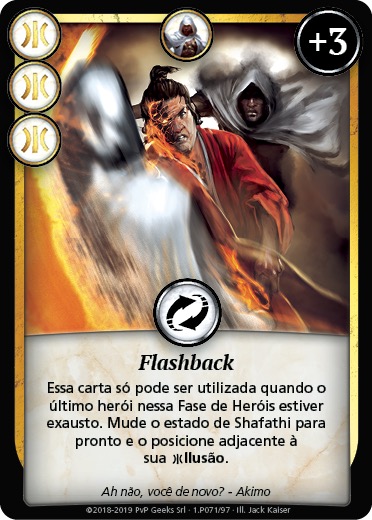 +3
Flashback
Essa carta só pode ser utilizada quando o
último herói nessa Fase de Heróis estiver
exausto. Mude o estado de Shafathi para
pronto e o posicione adjacente à
sua Ilusão.
Ah não, você de novo? - Akimo
©2018-2019 PvP Geeks Srl · 1.P071/97 · Ill. Jack Kaiser